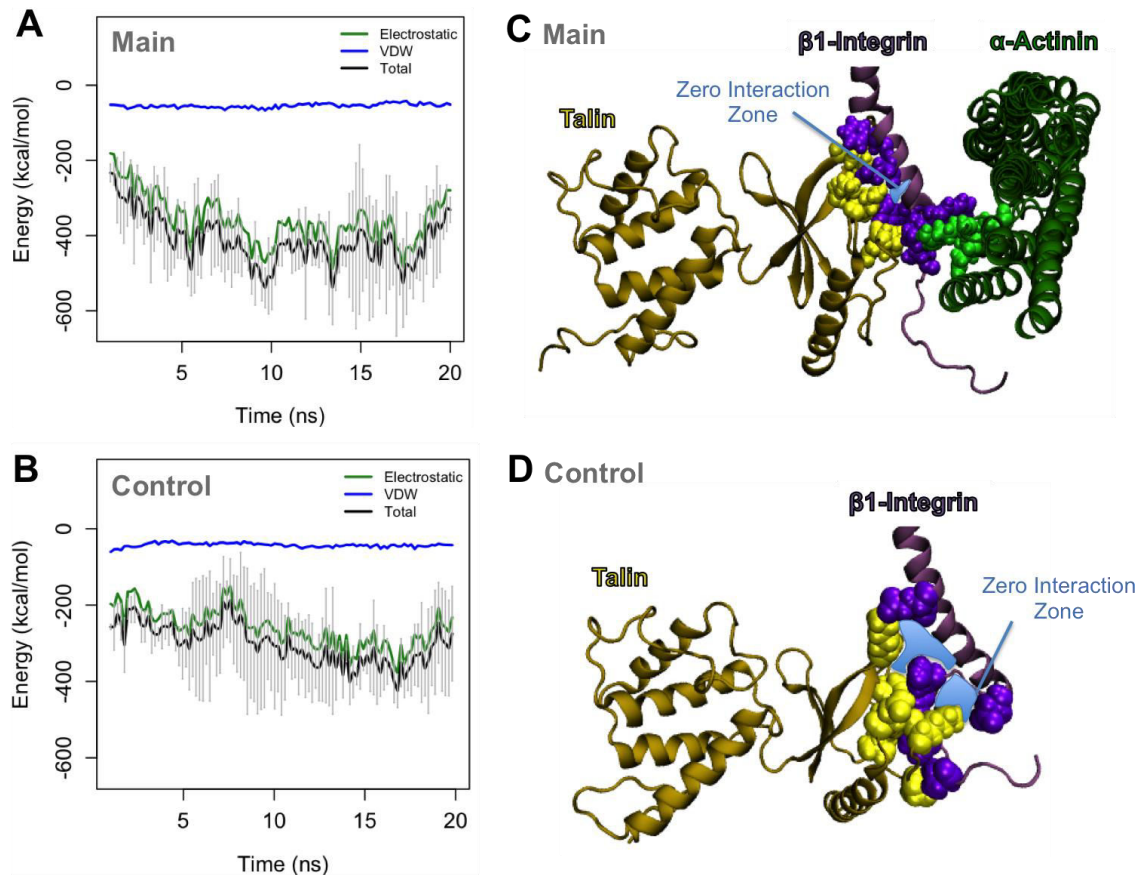 A
Main
Electrostatic
VDW
Total
Energy (kcal/mol)
0
-200
-400
-600
5
10
15
20
Time (ns)
B
Control
Electrostatic
VDW
Total
Energy (kcal/mol)
0
-200
-400
-600
5
10
15
20
Time (ns)
C Main
β1-Integrin
α-Actinin
Zero Interaction
Zone
Talin
D Control
β1-Integrin
Talin
Zero Interaction
Zone